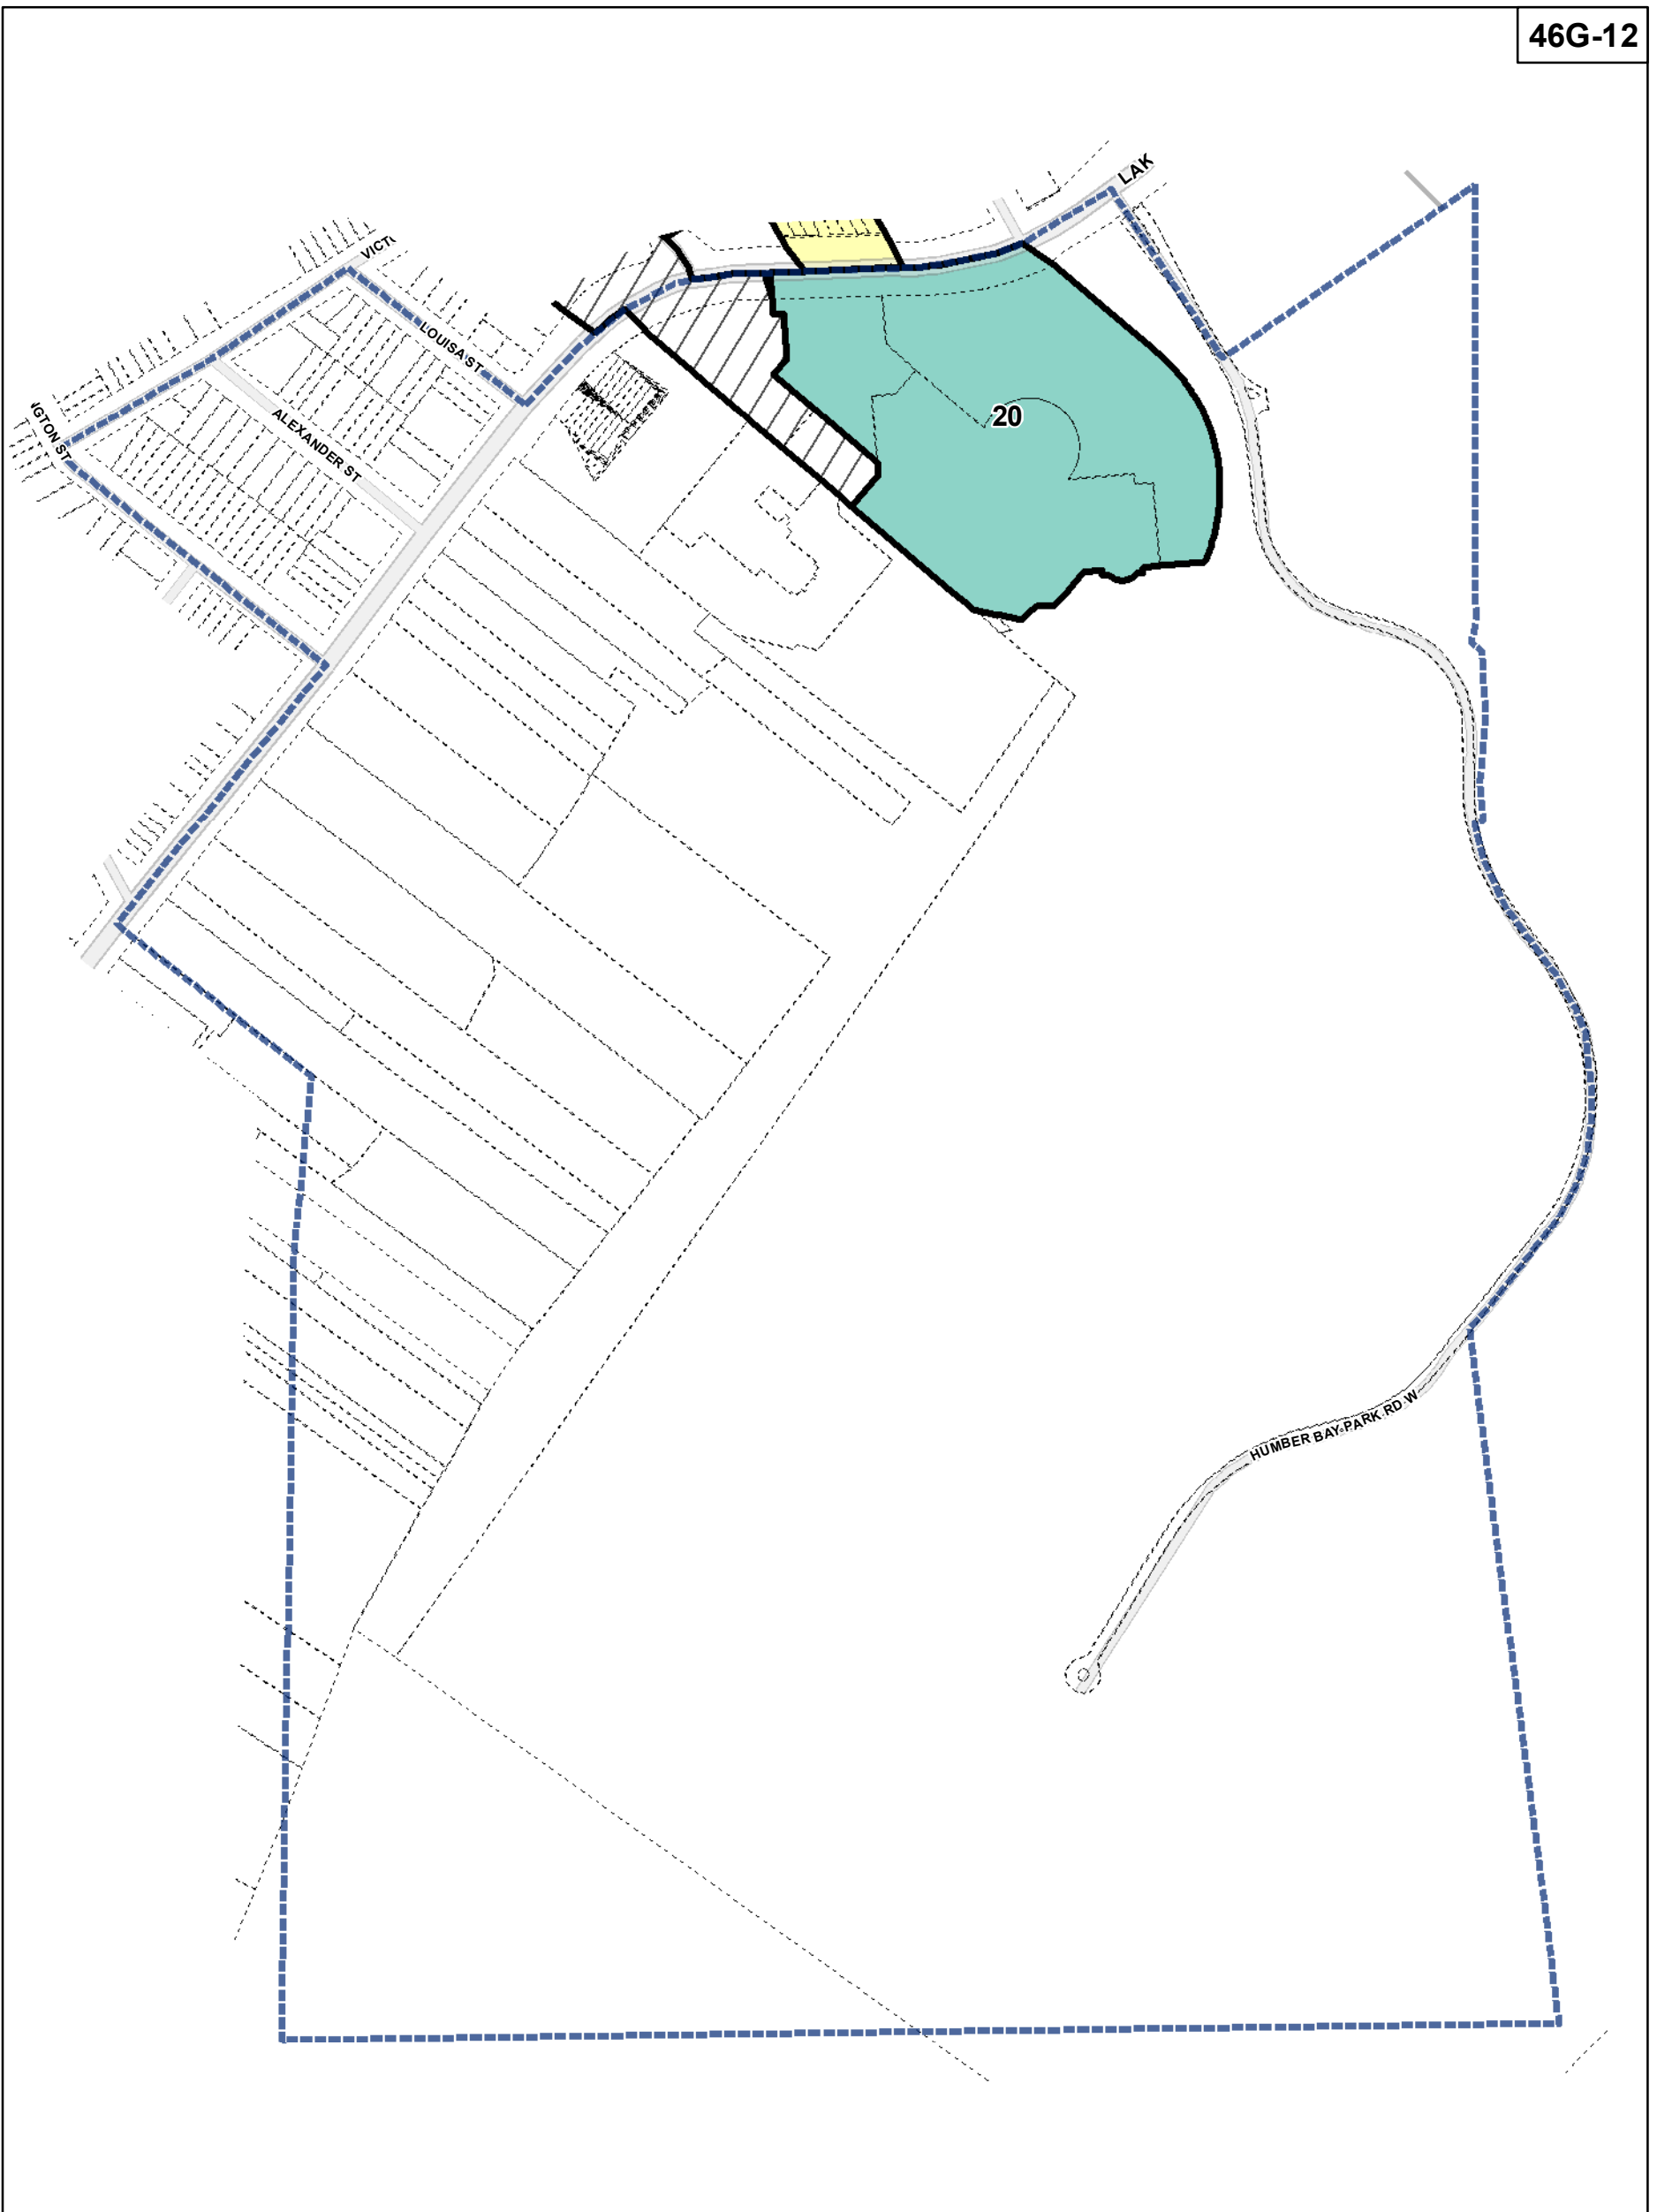 46G-12
LAK
VICT
LOUISA ST
NGTON ST
ALEXANDER ST
20
HUMBER BAY PARK RD W